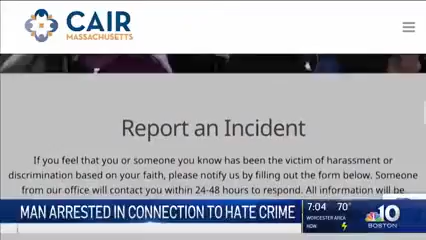 CAIR
MASSACHUSETTS
Report an Incident
If you feel that you or someone you know has been the victim of harassment or
discrimination based on your faith, please notify us by filling out the form below. Someone
from our office will contact you within 24-48 hours to respond. All information will be
MAN ARRESTED IN CONNECTION TO HATE CRIME
7:04 70°
WORCESTER AREA
NOW
NBC 10
BOSTON